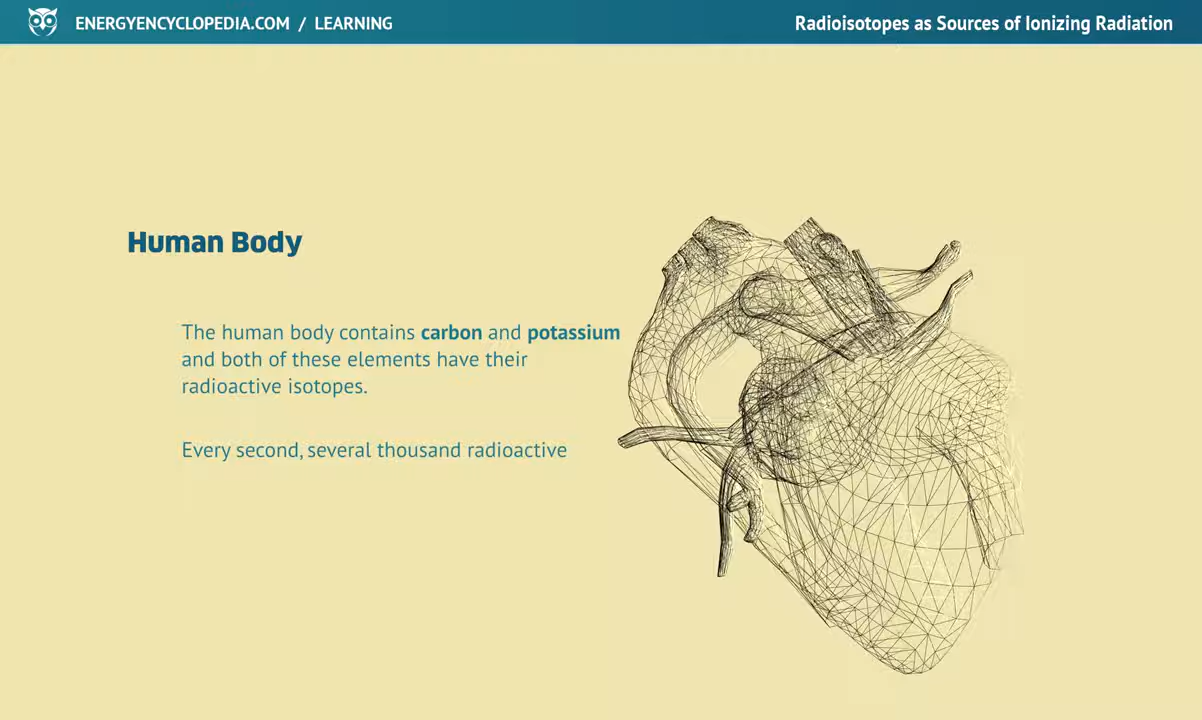 ENERGYENCYCLOPEDIA.COM / LEARNING
Radioisotopes as Sources of Ionizing Radiation
Human Body
The human body contains carbon and potassium
and both of these elements have their
radioactive isotopes.
Every second, several thousand radioactive